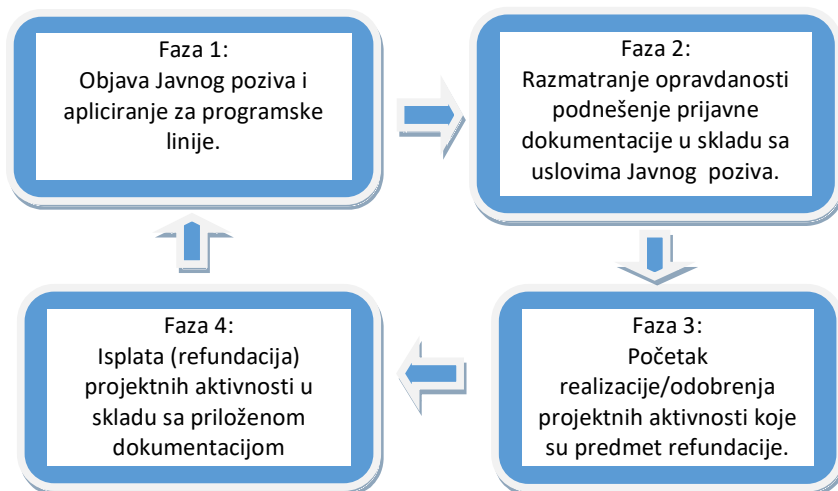 Faza 1:
Objava Javnog poziva i
apliciranje za programske
linije.
Faza 2:
Razmatranje opravdanosti
podnešenje prijavne
dokumentacije u skladu sa
uslovima Javnog poziva.
Faza 3:
Početak
realizacije/odobrenja
projektnih aktivnosti koje
su predmet refundacije.
Faza 4:
Isplata (refundacija)
projektnih aktivnosti u
skladu sa priloženom
dokumentacijom